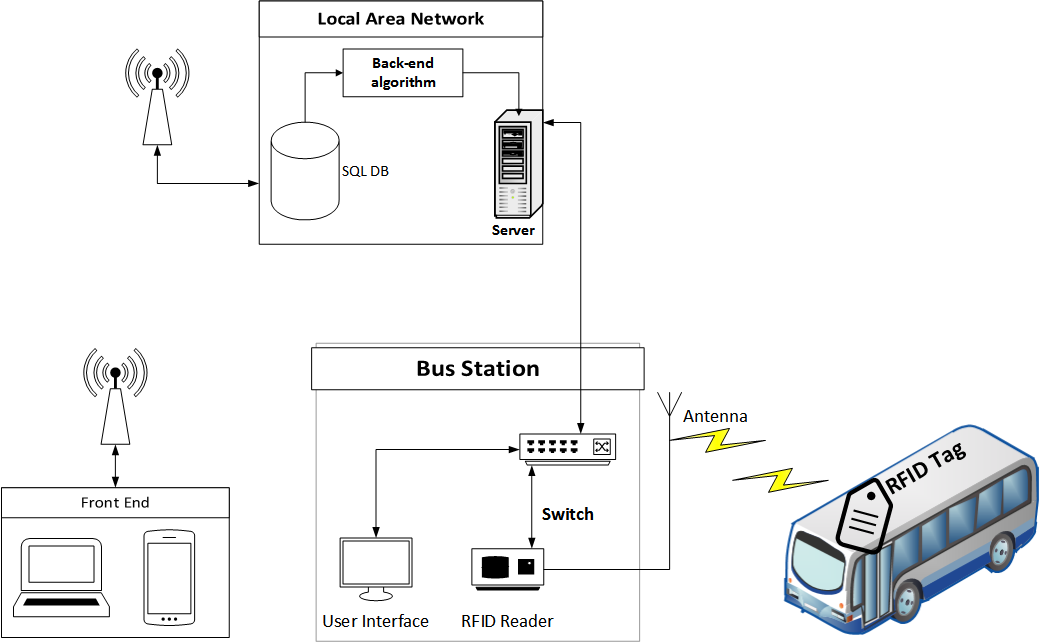 Local Area Network
Back-end
algorithm
SQL DB
Server
Bus Station
Antenna
RFID Tag
Front End
Switch
User Interface
RFID Reader